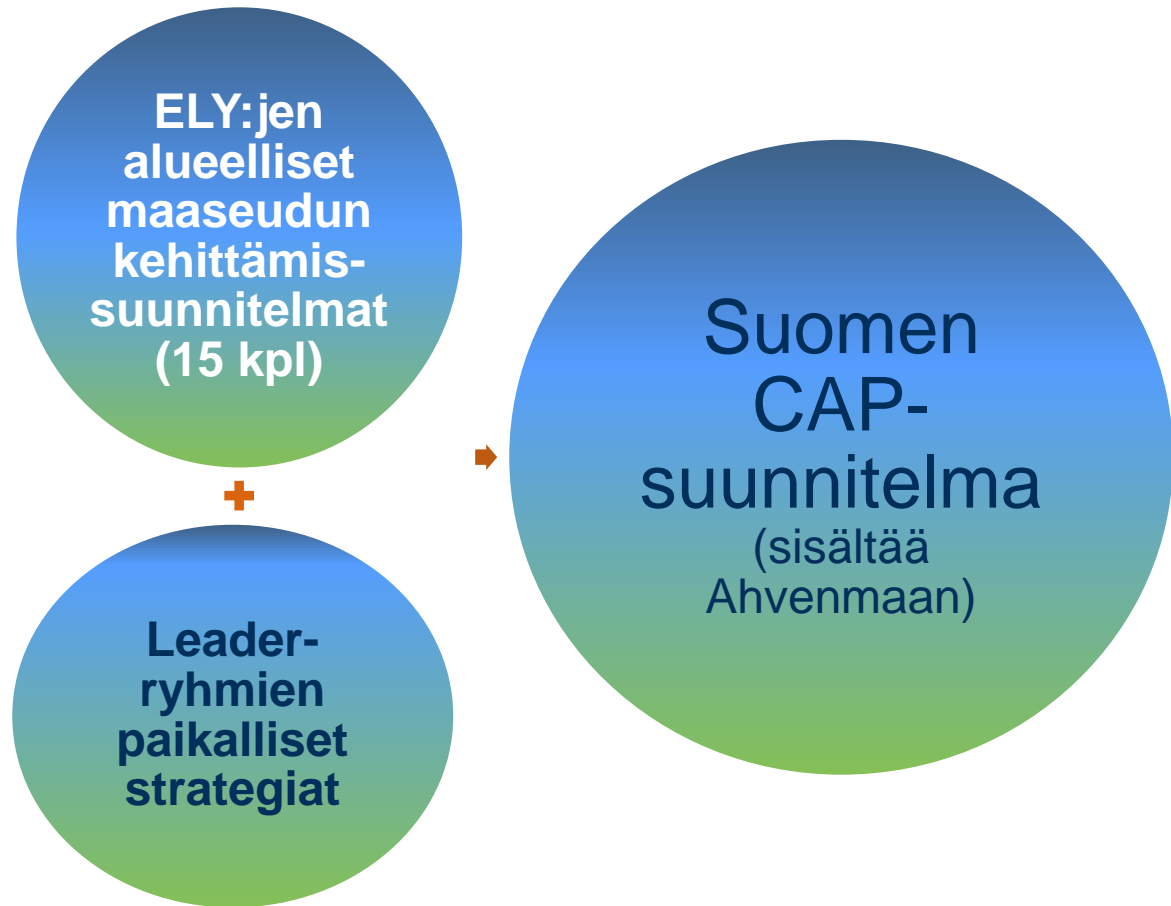 ELY:jen
alueelliset
maaseudun
kehittämis-
suunnitelmat
(15 kpl)
Leader-
ryhmien
paikalliset
strategiat
Suomen
CAP-
suunnitelma
(sisältää
Ahvenmaan)